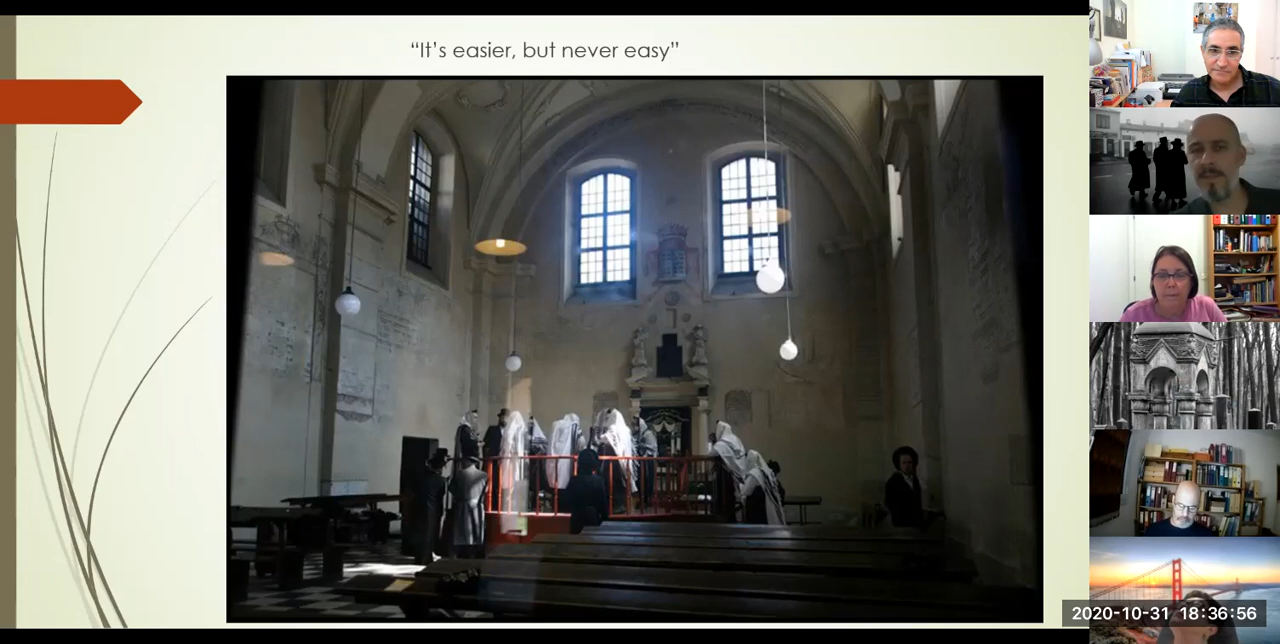 “It’s easier, but never easy”
2020-10-31 18:36:56